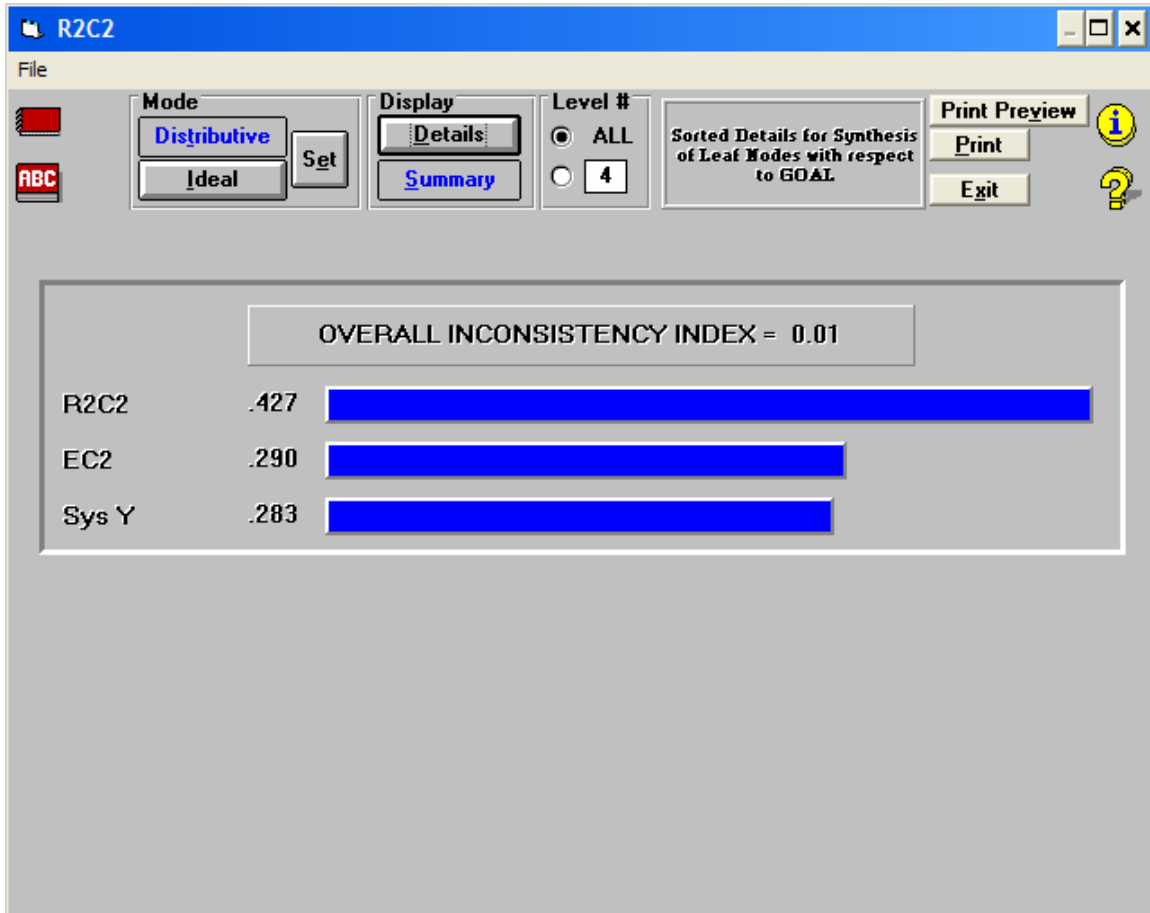 R2C2
File
Mode
Distributive
Ideal
Set
Display
Details
Summary
Level #
ALL
4
Sorted Details for Synthesis
of Leaf Nodes with respect
to GOAL
Print Preview
Print
Exit
ABC
i
?
OVERALL INCONSISTENCY INDEX = 0.01
R2C2 .427
EC2 .290
Sys Y .283